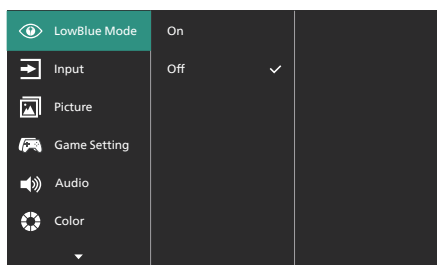 LowBlue Mode
On
Input
Off
Picture
Game Setting
Audio
Color